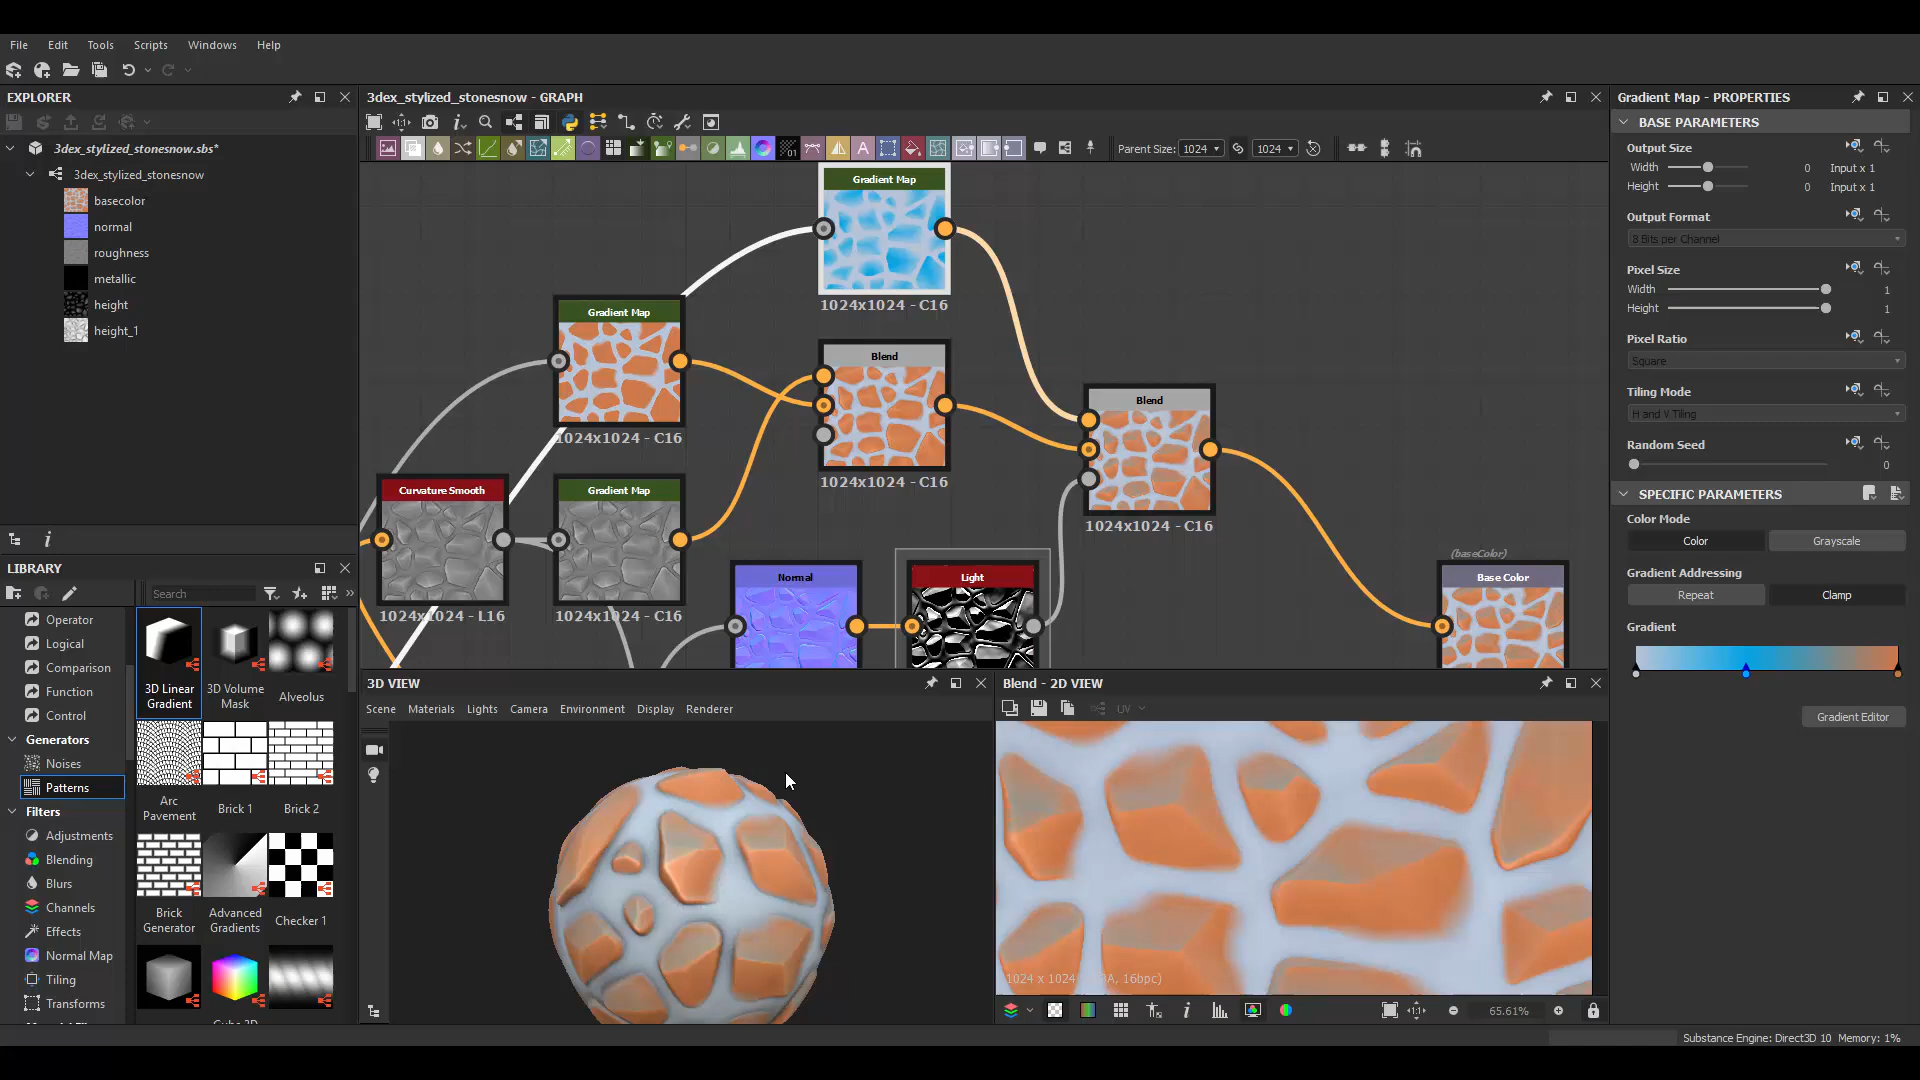 File Edit Tools Scripts Windows Help
EXPLORER
3dex_stylized_stonesnow.sbs*
3dex_stylized_stonesnow
basecolor
normal
roughness
metallic
height
height_1
LIBRARY
Search
Operator
Logical
Comparison
Function
Control
Generators
Noises
Patterns
Filters
Adjustments
Blending
Blurs
Channels
Effects
Normal Map
Tiling
Transforms
3D Linear Gradient
3D Volume Mask
Alveolus
Arc Pavement
Brick 1
Brick 2
Brick Generator
Advanced Gradients
Checker 1
3dex_stylized_stonesnow - GRAPH
Parent Size: 1024 1024
Gradient Map
1024x1024 - C16
Gradient Map
1024x1024 - C16
Blend
1024x1024 - C16
Blend
1024x1024 - C16
Curvature Smooth
1024x1024 - L16
Gradient Map
1024x1024 - C16
Normal
Light
(baseColor)
Base Color
3D VIEW
Scene Materials Lights Camera Environment Display Renderer
Blend - 2D VIEW
UV
1024 x 1024
A, 16bpc)
65.61%
Gradient Map - PROPERTIES
BASE PARAMETERS
Output Size
Width 0 Input x 1
Height 0 Input x 1
Output Format
8 Bits per Channel
Pixel Size
Width 1
Height 1
Pixel Ratio
Square
Tiling Mode
H and V Tiling
Random Seed
0
SPECIFIC PARAMETERS
Color Mode
Color Grayscale
Gradient Addressing
Repeat Clamp
Gradient
Gradient Editor
Substance Engine: Direct3D 10 Memory: 1%